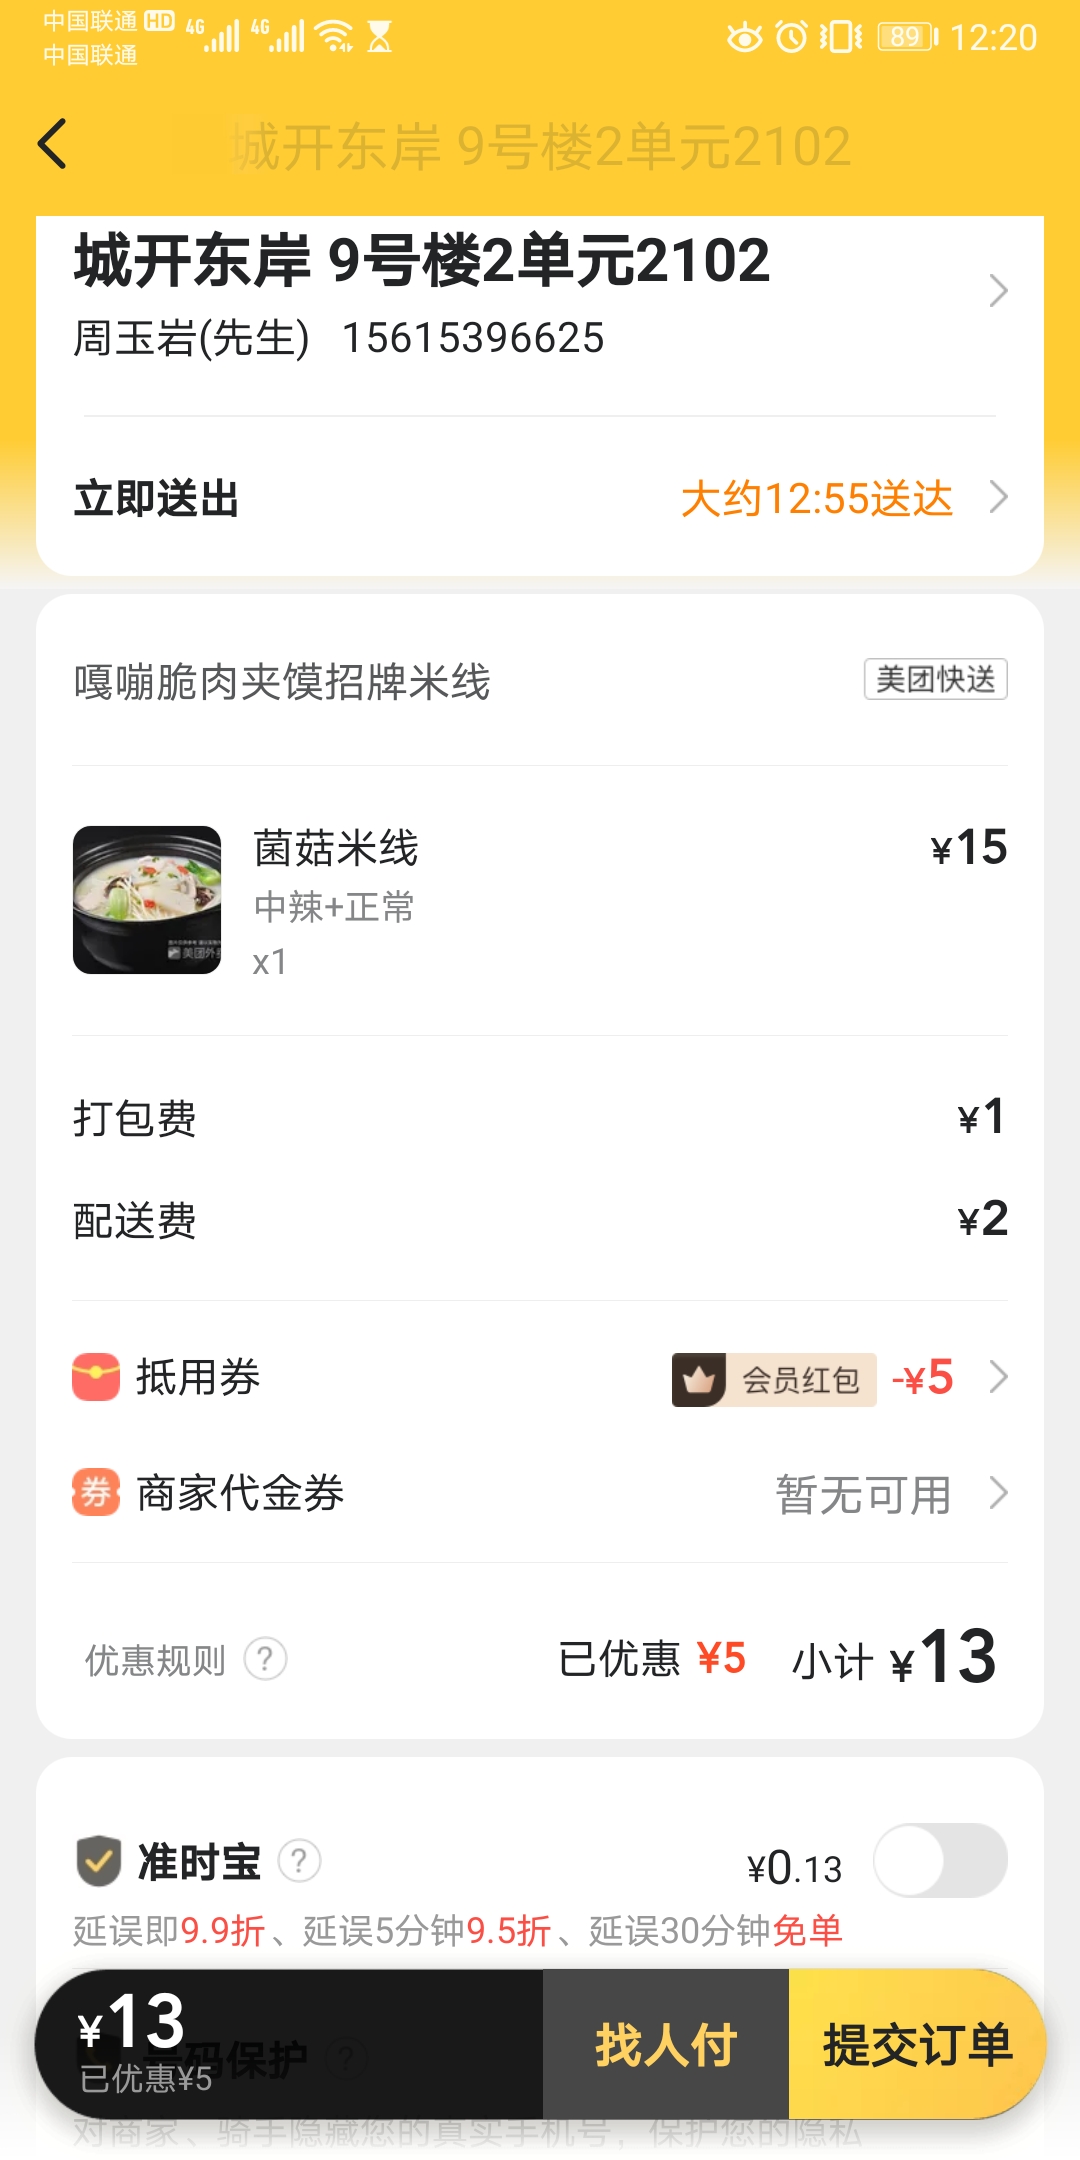 中国联通 HD 4G 4G 89 12:20
中国联通
城开东岸 9号楼2单元2102
城开东岸 9号楼2单元2102
周玉岩(先生) 15615396625
立即送出 大约12:55送达
嘎嘣脆肉夹馍招牌米线 美团快送
菌菇米线 ¥15
中辣+正常
x1
打包费 ¥1
配送费 ¥2
抵用券 会员红包 -¥5
券 商家代金券 暂无可用
优惠规则 ? 已优惠 ¥5 小计 ¥13
准时宝 ? ¥0.13
延误即9.9折、延误5分钟9.5折、延误30分钟免单
¥13 找人付 提交订单
号码保护 ?
已优惠¥5
对商家、骑手隐藏您的真实手机号，保护您的隐私